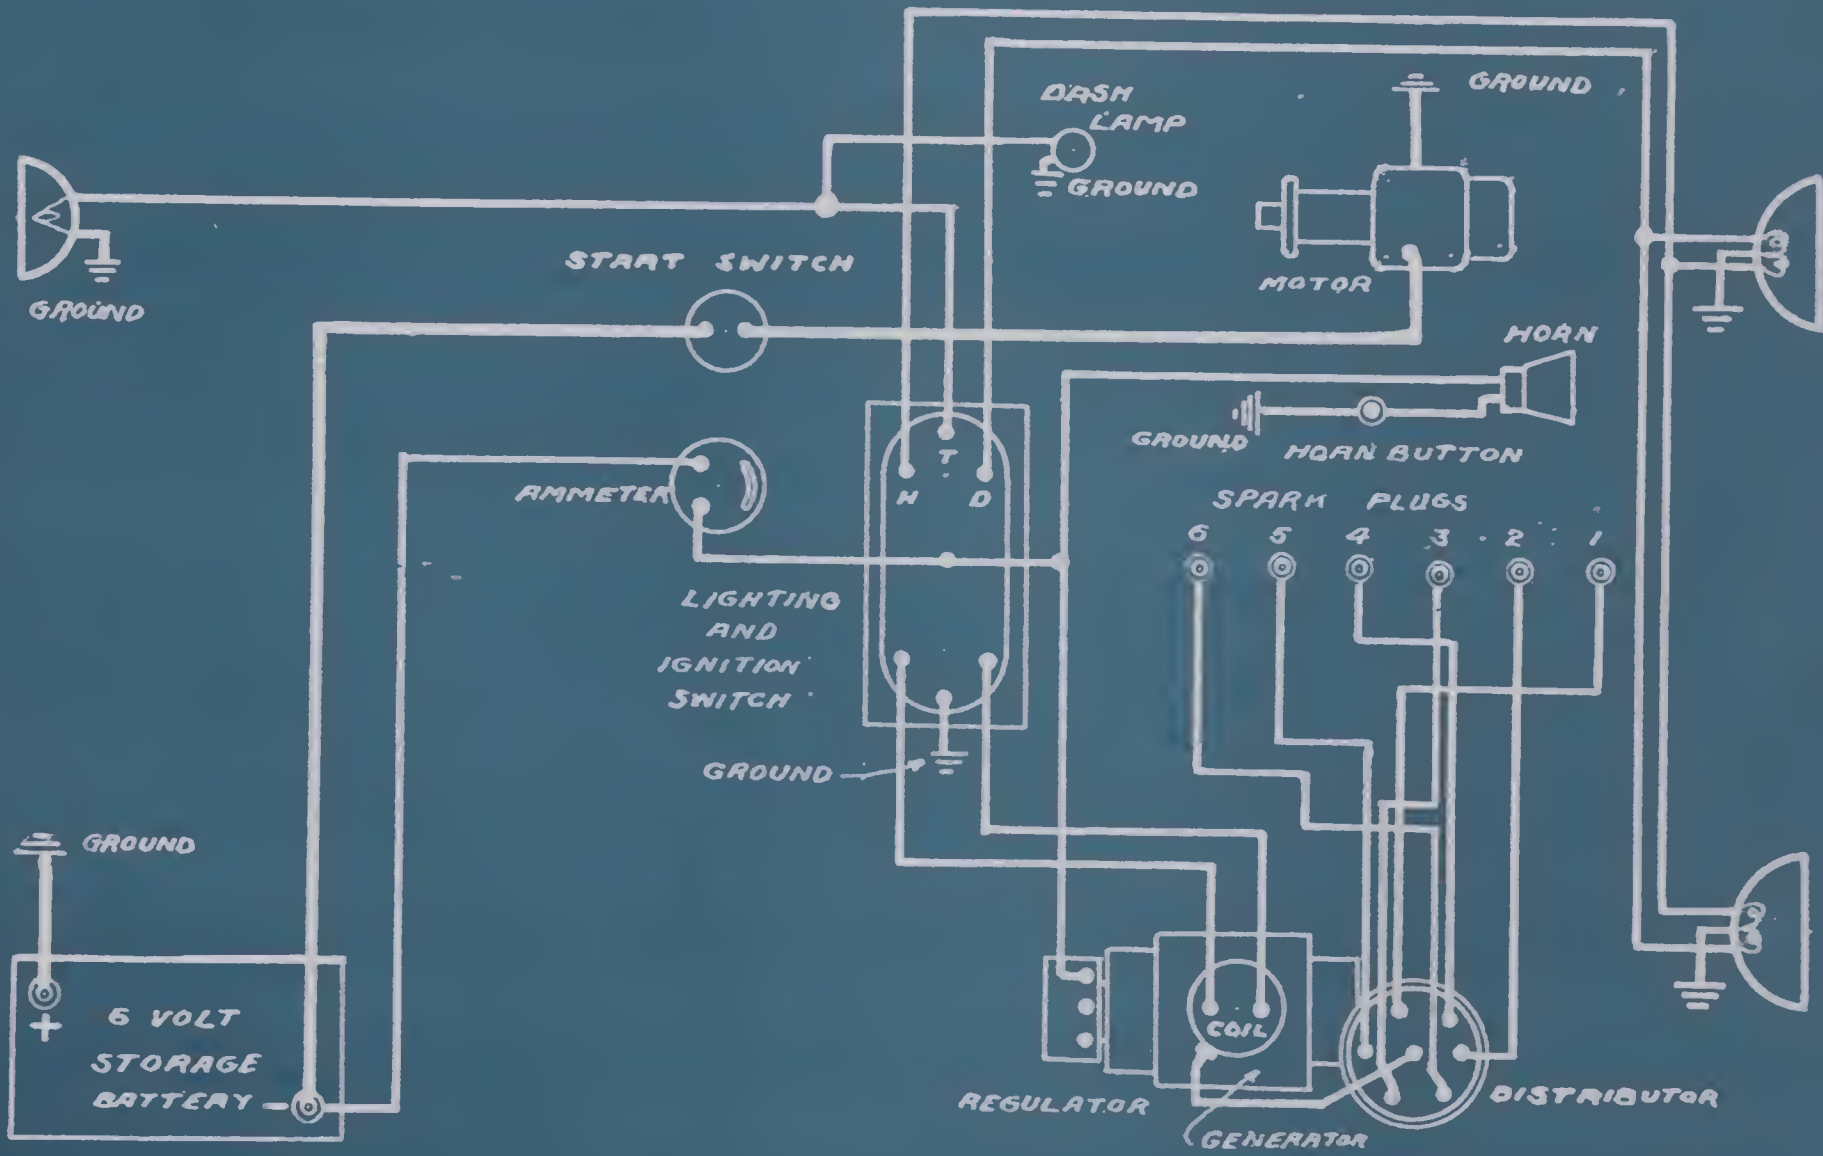 GROUND
DASH
LAMP
GROUND
START SWITCH
GROUND
MOTOR
HORN
GROUND
HORN BUTTON
T
H D
AMMETER
SPARK PLUGS
6 5 4 3 2 1
LIGHTING
AND
IGNITION
SWITCH
GROUND
GROUND
+
6 VOLT
STORAGE
BATTERY -
COIL
REGULATOR
GENERATOR
DISTRIBUTOR